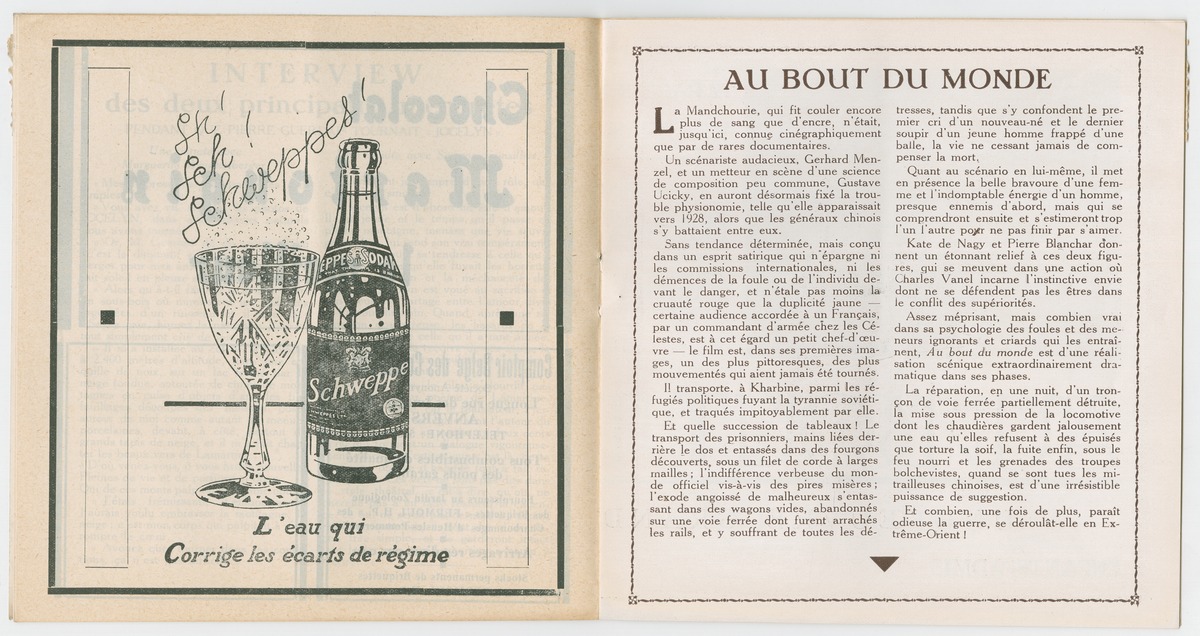 Sch!
Sch!
Schweppes!
EPPES SODA W
Schweppe
L'eau qui
Corrige les écarts de régime
AU BOUT DU MONDE
La Mandchourie, qui fit couler encore
plus de sang que d'encre, n'était,
jusqu'ici, connue cinégraphiquement
que par de rares documentaires.
Un scénariste audacieux, Gerhard Men-
zel, et un metteur en scène d'une science
de composition peu commune, Gustave
Ucicky, en auront désormais fixé la trou-
ble physionomie, telle qu'elle apparaissait
vers 1928, alors que les généraux chinois
s'y battaient entre eux.
Sans tendance déterminée, mais conçu
dans un esprit satirique qui n'épargne ni
les commissions internationales, ni les
démences de la foule ou de l'individu de-
vant le danger, et n'étale pas moins la
cruauté rouge que la duplicité jaune —
certaine audience accordée à un Français,
par un commandant d'armée chez les Cé-
lestes, est à cet égard un petit chef-d'œu-
vre — le film est, dans ses premières ima-
ges, un des plus pittoresques, des plus
mouvementés qui aient jamais été tournés.
Il transporte, à Kharbine, parmi les ré-
fugiés politiques fuyant la tyrannie soviéti-
que, et traqués impitoyablement par elle.
Et quelle succession de tableaux ! Le
transport des prisonniers, mains liées der-
rière le dos et entassés dans des fourgons
découverts, sous un filet de corde à larges
mailles ; l'indifférence verbeuse du mon-
de officiel vis-à-vis des pires misères ;
l'exode angoissé de malheureux s'entas-
sant dans des wagons vides, abandonnés
sur une voie ferrée dont furent arrachés
les rails, et y souffrant de toutes les dé-
tresses, tandis que s'y confondent le pre-
mier cri d'un nouveau-né et le dernier
soupir d'un jeune homme frappé d'une
balle, la vie ne cessant jamais de com-
penser la mort,
Quant au scénario en lui-même, il met
en présence la belle bravoure d'une fem-
me et l'indomptable énergie d'un homme,
presque ennemis d'abord, mais qui se
comprendront ensuite et s'estimeront trop
l'un l'autre pour ne pas finir par s'aimer.
Kate de Nagy et Pierre Blanchar don-
nent un étonnant relief à ces deux figu-
res, qui se meuvent dans une action où
Charles Vanel incarne l'instinctive envie
dont ne se défendent pas les êtres dans
le conflit des supériorités.
Assez méprisant, mais combien vrai
dans sa psychologie des foules et des me-
neurs ignorants et criards qui les entraî-
nent, Au bout du monde est d'une réali-
sation scénique extraordinairement dra-
matique dans ses phases.
La réparation, en une nuit, d'un tron-
çon de voie ferrée partiellement détruite,
la mise sous pression de la locomotive
dont les chaudières gardent jalousement
une eau qu'elles refusent à des épuisés
que torture la soif, la fuite enfin, sous le
feu nourri et les grenades des troupes
bolchevistes, quand se sont tues les mi-
trailleuses chinoises, est d'une irrésistible
puissance de suggestion.
Et combien, une fois de plus, paraît
odieuse la guerre, se déroulât-elle en Ex-
trême-Orient !